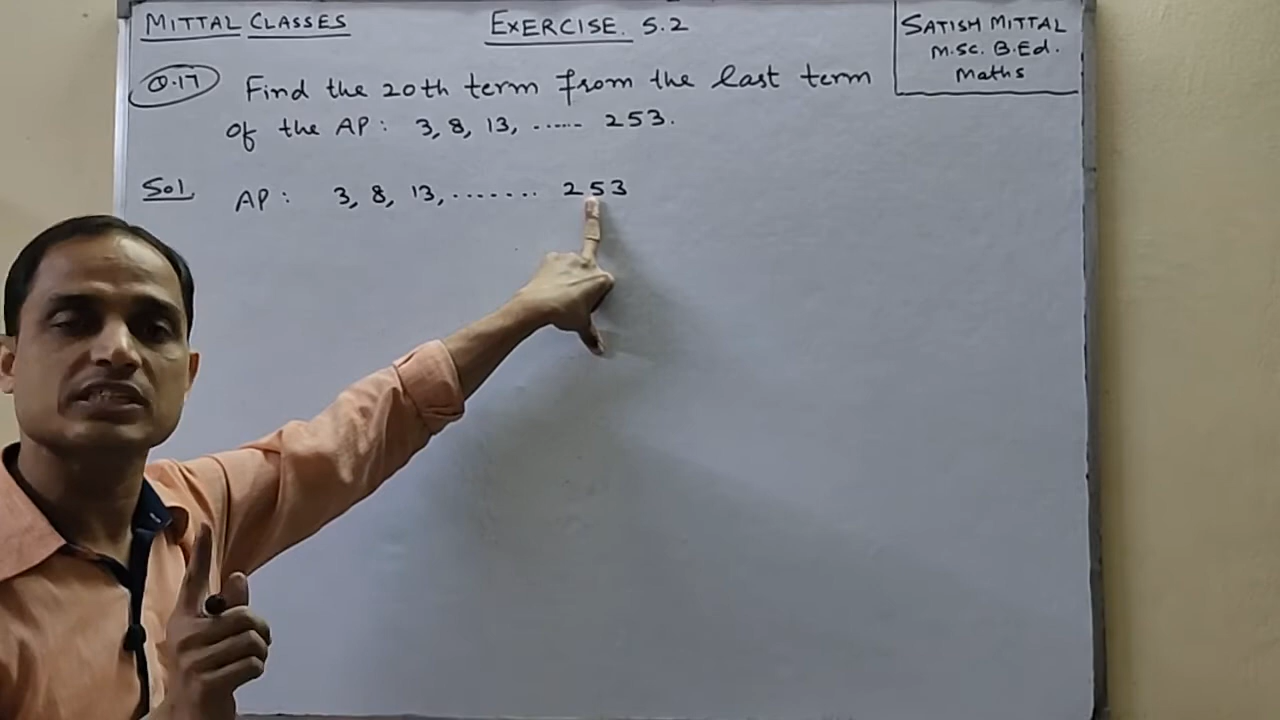 MITTAL CLASSES
EXERCISE. 5.2
SATISH MITTAL
M.Sc. B.Ed.
Maths
Q.17 Find the 20th term from the last term
of the AP: 3, 8, 13, ...... 253.
Sol. AP: 3, 8, 13, ....... 253